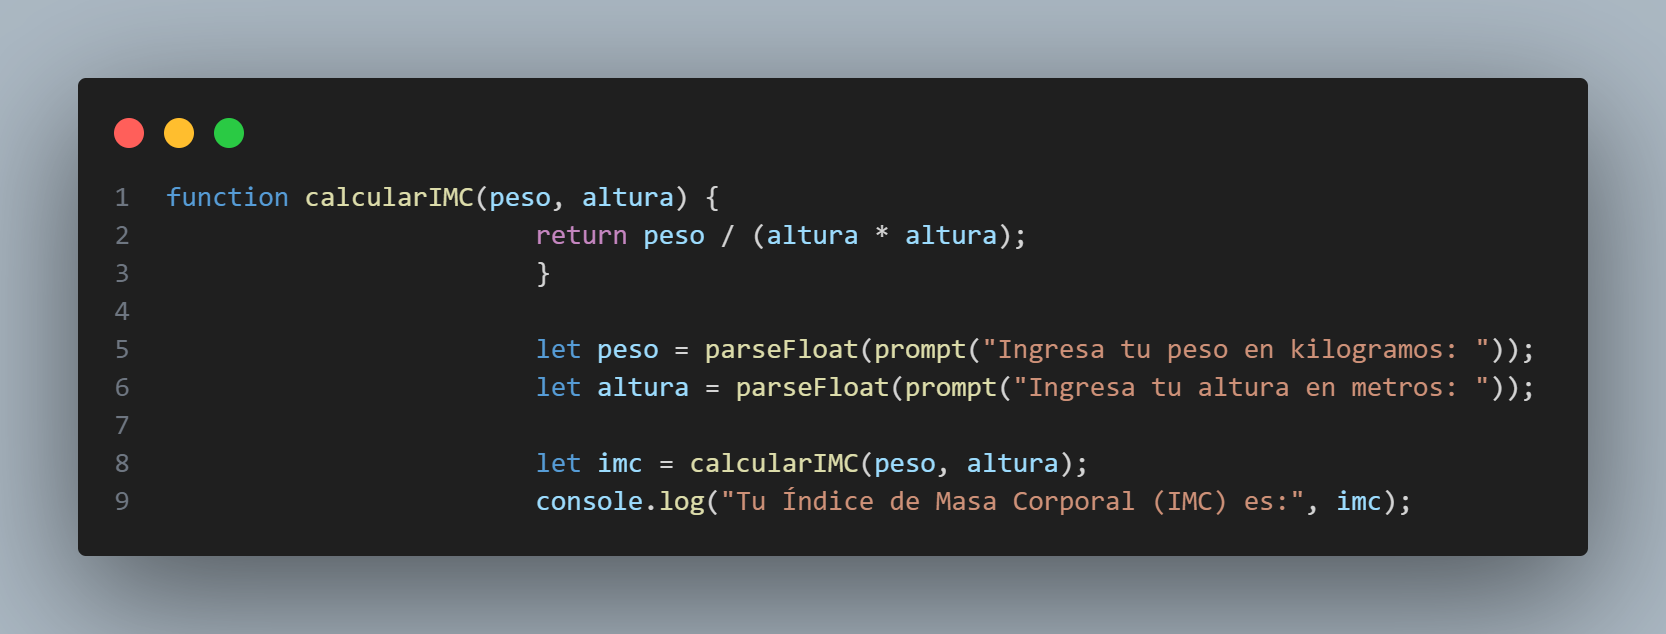 1 function calcularIMC(peso, altura) {
2 return peso / (altura * altura);
3 }
4
5 let peso = parseFloat(prompt("Ingresa tu peso en kilogramos: "));
6 let altura = parseFloat(prompt("Ingresa tu altura en metros: "));
7
8 let imc = calcularIMC(peso, altura);
9 console.log("Tu Índice de Masa Corporal (IMC) es:", imc);